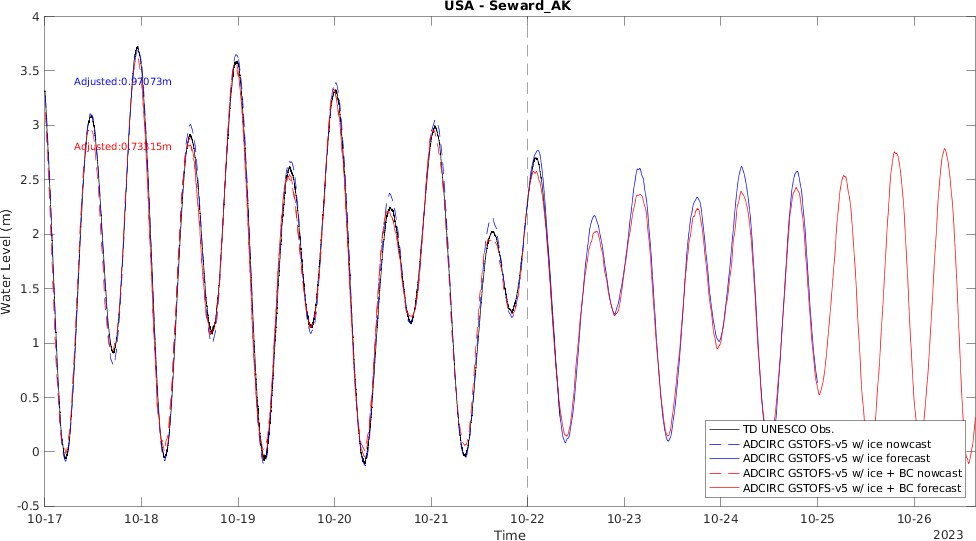 USA - Seward_AK
Water Level (m)
4
3.5
3
2.5
2
1.5
1
0.5
0
-0.5
Adjusted:0.97073m
Adjusted:0.73315m
TD UNESCO Obs.
ADCIRC GSTOFS-v5 w/ ice nowcast
ADCIRC GSTOFS-v5 w/ ice forecast
ADCIRC GSTOFS-v5 w/ ice + BC nowcast
ADCIRC GSTOFS-v5 w/ ice + BC forecast
10-17 10-18 10-19 10-20 10-21 10-22 10-23 10-24 10-25 10-26
Time
2023